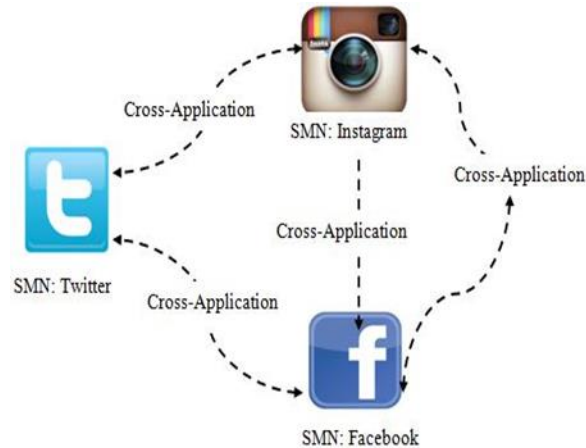 Cross-Application
SMN: Instagram
Cross-Application
t
Cross-Application
SMN: Twitter
Cross-Application
f
SMN: Facebook